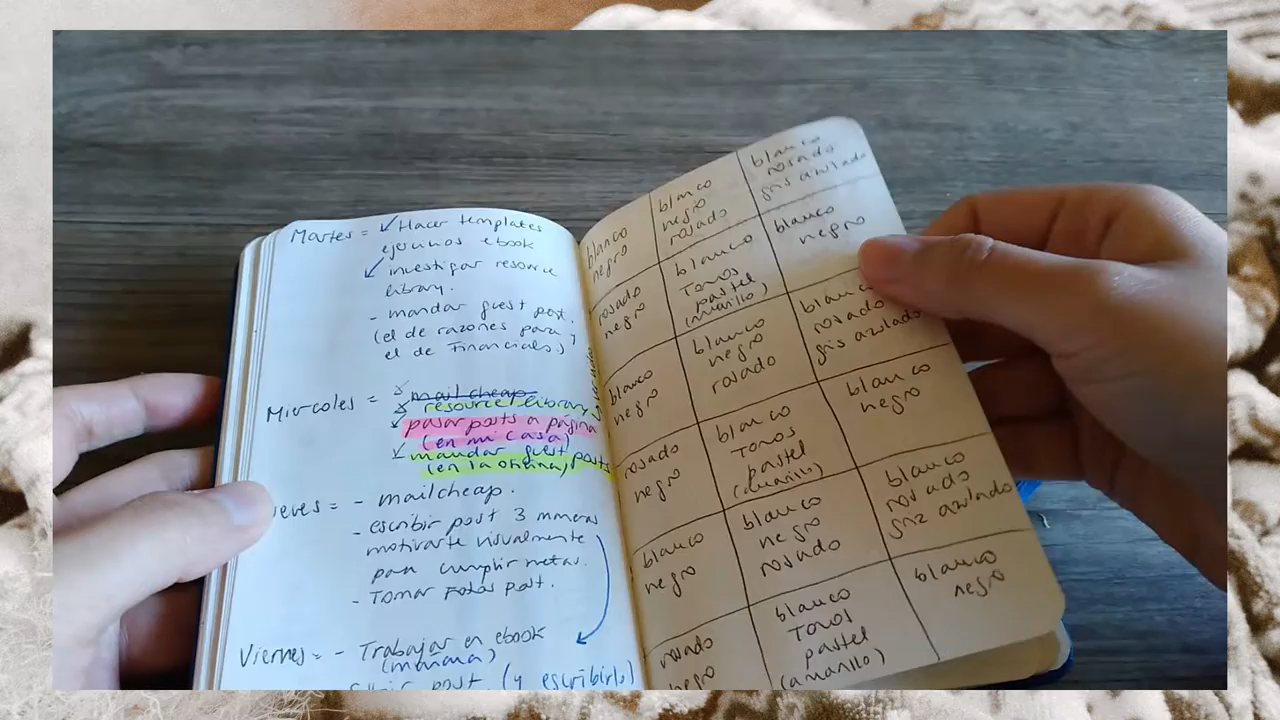 Martes = ✓ Hacer templates
ejercicios ebook
✓ investigar resource
library.
- mandar guest post.
(el de razones para y
el de Financials.)
Miercoles = ✓ mail cheap
✓ resource library
✓ pasar posts a página
(en mi casa)
✓ mandar guest posts
(en la oficina)
ueves = - mailcheap.
- escribir post 3 maneras
motivarte visualmente
para cumplir metas.
- Tomar Fotos post.
Viernes = - Trabajar en ebook
(mañana)
post. (y escribirlo)
blanco
negro
blanco
negro
rosado
blanco
rosado
gris azulado
rosado
negro
blanco
Tonos
pastel
(amarillo)
blanco
negro
blanco
negro
blanco
negro
rosado
blanco
rosado
gris azulado
rosado
negro
blanco
Tonos
pastel
(amarillo)
blanco
negro
blanco
negro
blanco
negro
rosado
blanco
rosado
gris azulado
rosado
negro
blanco
Tonos
pastel
(amarillo)
blanco
negro